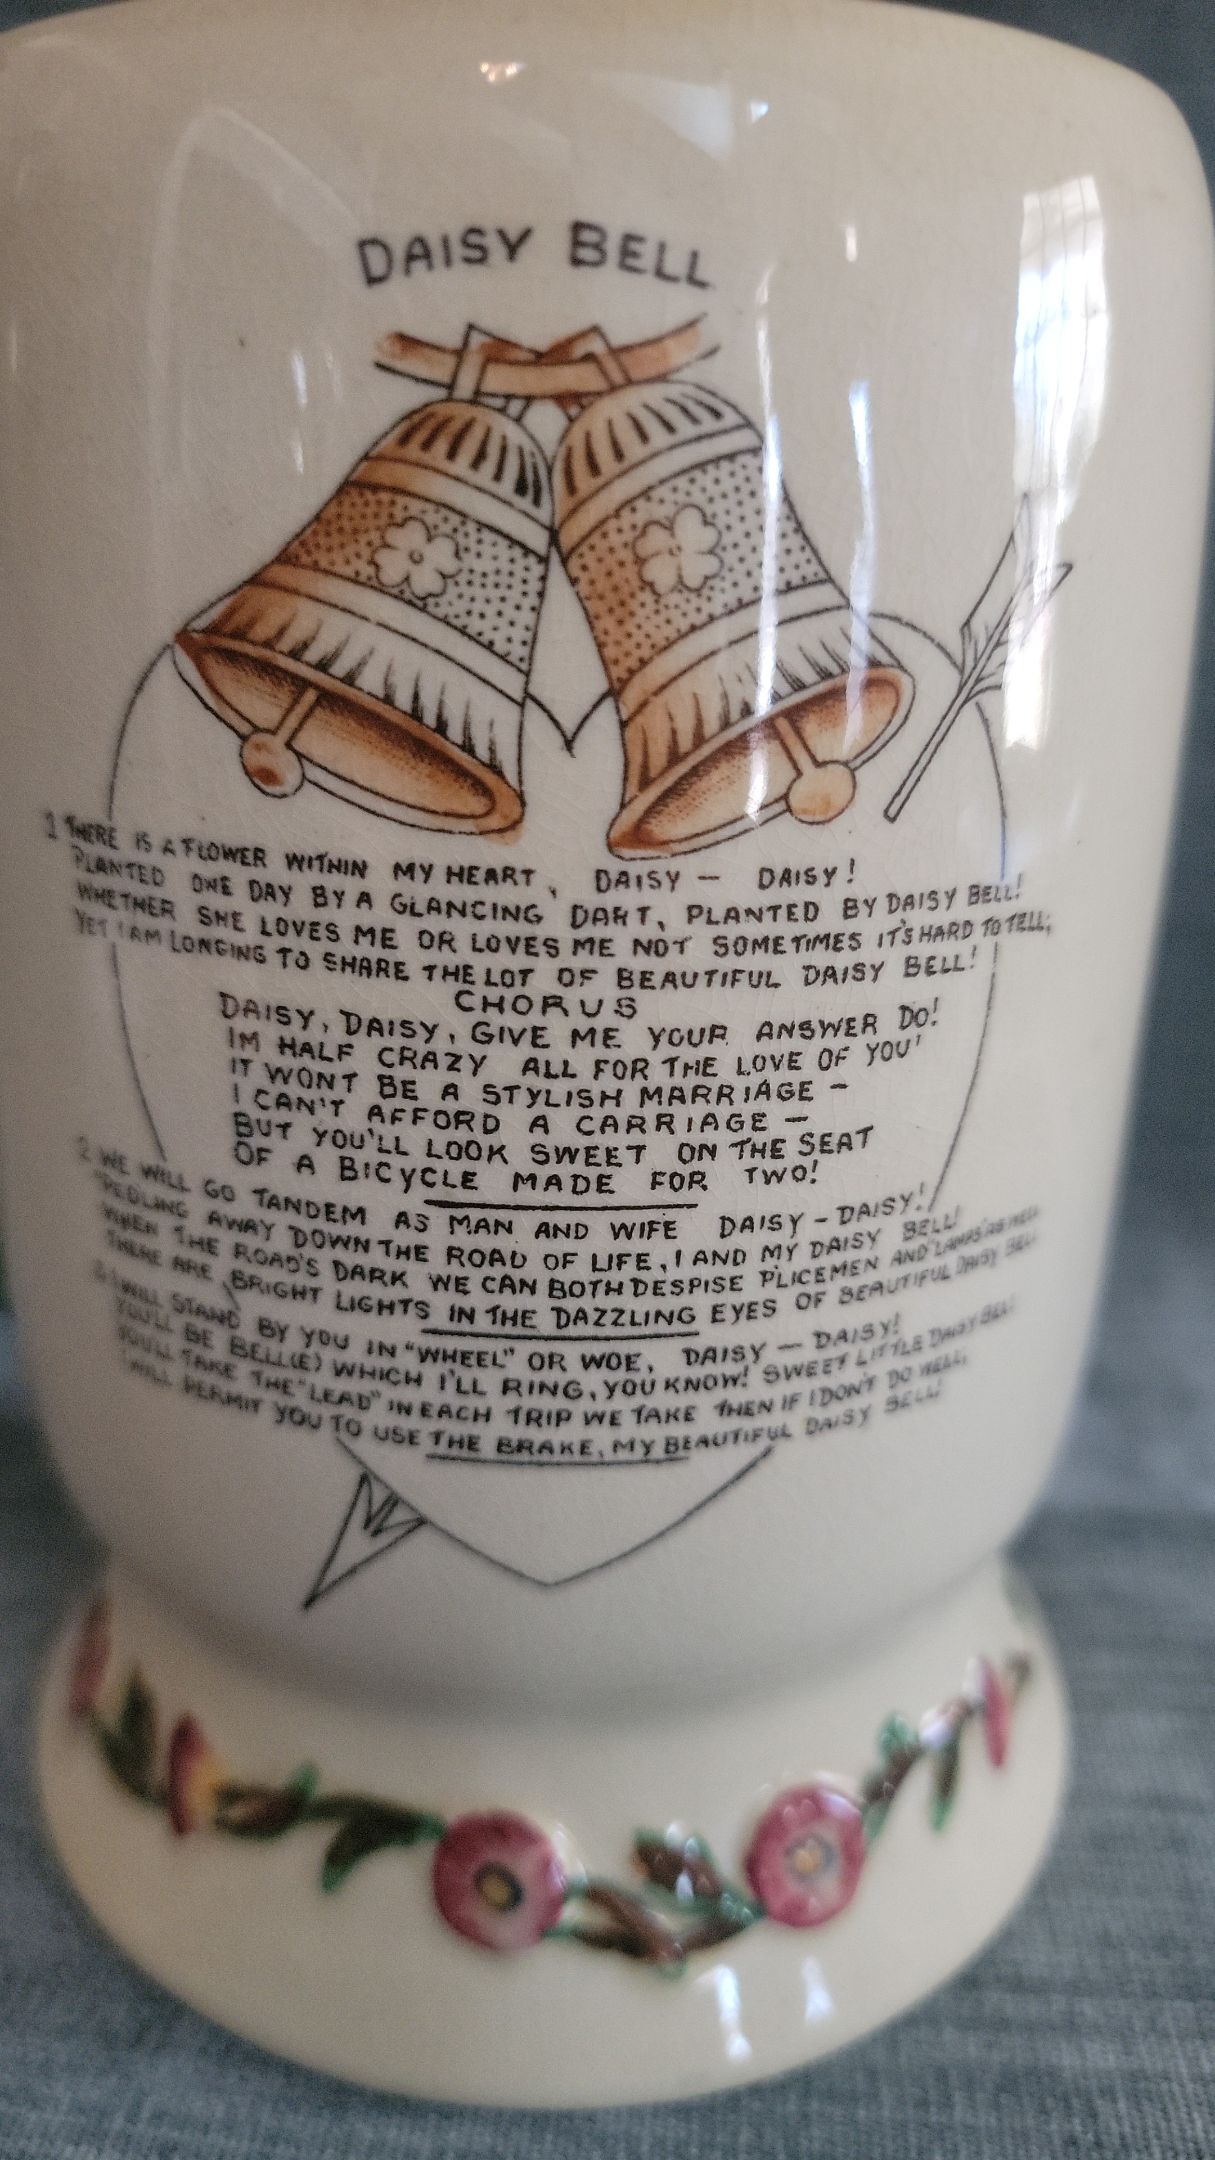 DAISY BELL
1 THERE IS A FLOWER WITHIN MY HEART, DAISY — DAISY!
PLANTED ONE DAY BY A GLANCING DART, PLANTED BY DAISY BELL!
WHETHER SHE LOVES ME OR LOVES ME NOT SOMETIMES IT'S HARD TO TELL;
YET I AM LONGING TO SHARE THE LOT OF BEAUTIFUL DAISY BELL!
CHORUS
DAISY, DAISY, GIVE ME YOUR ANSWER DO!
IM HALF CRAZY ALL FOR THE LOVE OF YOU'
IT WONT BE A STYLISH MARRIAGE —
I CAN'T AFFORD A CARRIAGE —
BUT YOU'LL LOOK SWEET ON THE SEAT
OF A BICYCLE MADE FOR TWO!
2 WE WILL GO TANDEM AS MAN AND WIFE DAISY - DAISY!
'PEDLING AWAY DOWN THE ROAD OF LIFE, I AND MY DAISY BELL!
WHEN THE ROAD'S DARK WE CAN BOTH DESPISE PLICEMEN AND LAMPS AS WELL
THERE ARE BRIGHT LIGHTS IN THE DAZZLING EYES OF BEAUTIFUL DAISY BELL
3 I WILL STAND BY YOU IN "WHEEL" OR WOE, DAISY — DAISY!
YOU'LL BE BELL(E) WHICH I'LL RING, YOU KNOW! SWEET LITTLE DAISY BELL!
YOU'LL TAKE THE "LEAD" IN EACH TRIP WE TAKE THEN IF I DON'T DO WELL,
I WILL PERMIT YOU TO USE THE BRAKE, MY BEAUTIFUL DAISY BELL!